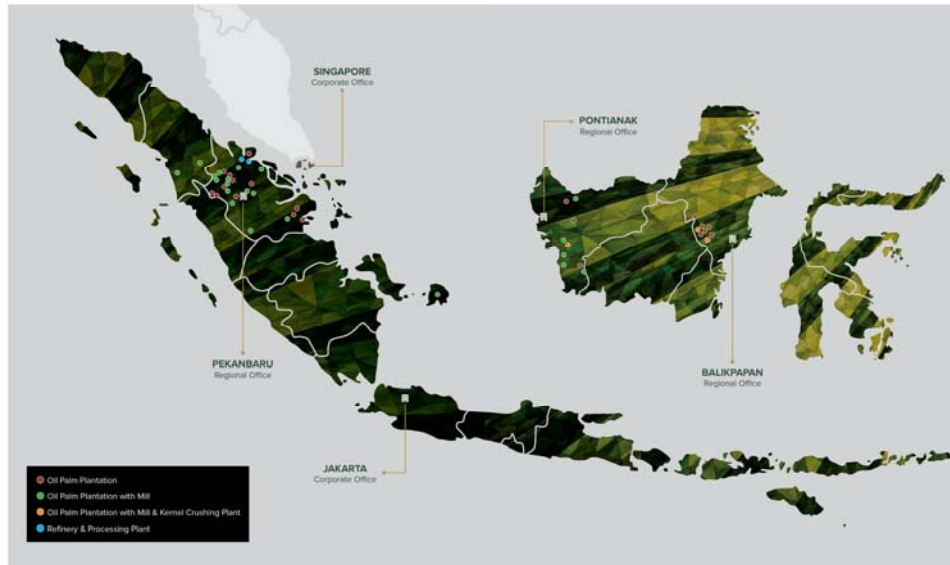 SINGAPORE
Corporate Office
PONTIANAK
Regional Office
PEKANBARU
Regional Office
BALIKPAPAN
Regional Office
JAKARTA
Corporate Office
Oil Palm Plantation
Oil Palm Plantation with Mill
Oil Palm Plantation with Mill & Kernel Crushing Plant
Refinery & Processing Plant